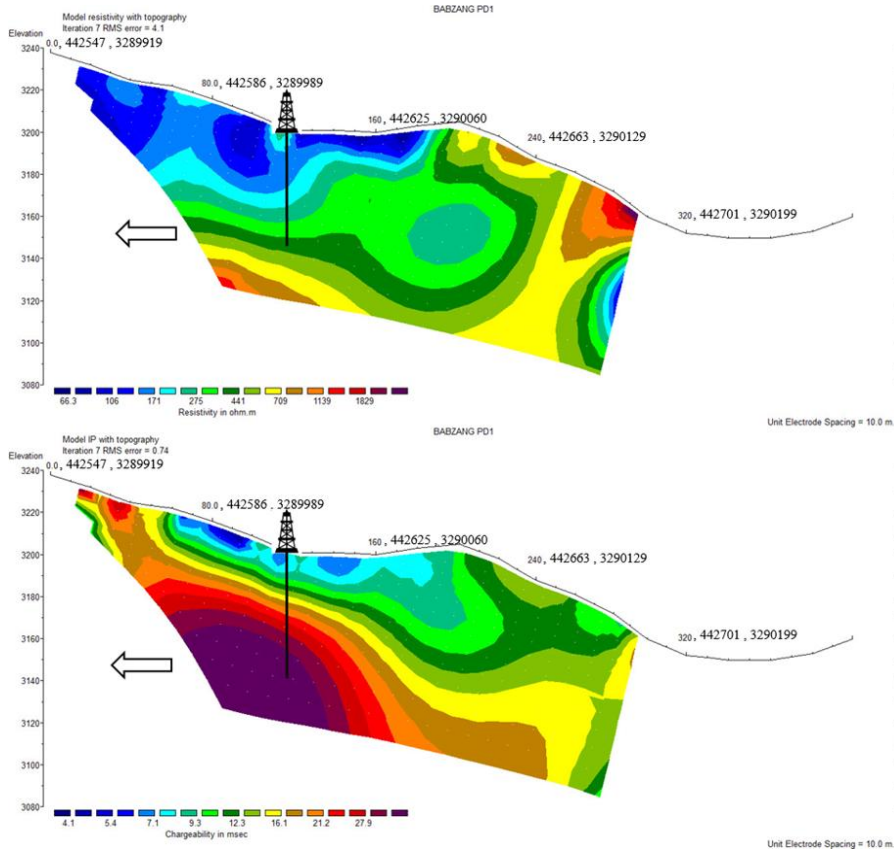 BABZANG PD1
Model resistivity with topography
Iteration 7 RMS error = 4.1
Elevation
0.0, 442547 , 3289919
3240
80.0, 442586 , 3289989
3220
160, 442625 , 3290060
240, 442663 , 3290129
3200
3180
3160
320, 442701 , 3290199
3140
3120
3100
3080
66.3 106 171 275 441 709 1139 1829
Resistivity in ohm.m
Unit Electrode Spacing = 10.0 m.
BABZANG PD1
Model IP with topography
Iteration 7 RMS error = 0.74
Elevation
0.0, 442547 , 3289919
3240
80.0, 442586 , 3289989
3220
160, 442625 , 3290060
240, 442663 , 3290129
3200
3180
3160
320, 442701 , 3290199
3140
3120
3100
3080
4.1 5.4 7.1 9.3 12.3 16.1 21.2 27.9
Chargeability in msec
Unit Electrode Spacing = 10.0 m.